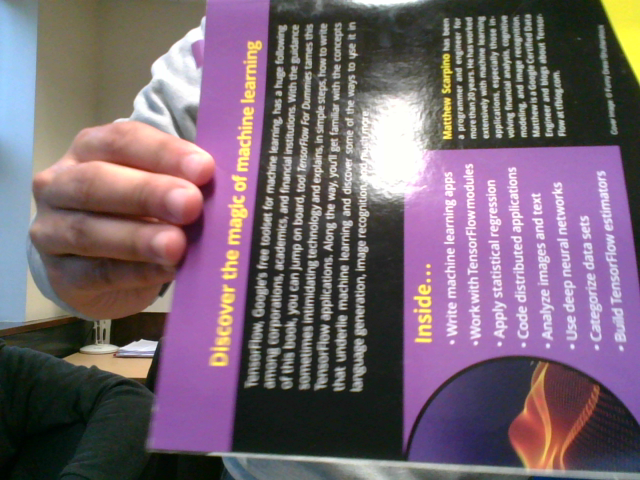 Discover the magic of machine learning
TensorFlow, Google's free toolset for machine learning, has a huge following
among corporations, academics, and financial institutions. With the guidance
of this book, you can jump on board, too! TensorFlow For Dummies tames this
sometimes intimidating technology and explains, in simple steps, how to write
TensorFlow applications. Along the way, you'll get familiar with the concepts
that underlie machine learning and discover some of the ways to use it in
language generation, image recognition, and much more.
Inside...
• Write machine learning apps
• Work with TensorFlow modules
• Apply statistical regression
• Code distributed applications
• Analyze images and text
• Use deep neural networks
• Categorize data sets
• Build TensorFlow estimators
Matthew Scarpino has been
a programmer and engineer for
more than 20 years. He has worked
extensively with machine learning
applications, especially those in-
volving financial analysis, cognitive
modeling, and image recognition.
Matthew is a Google Certified Data
Engineer and blogs about Tensor-
Flow at tfblog.com.
Cover Image: ©